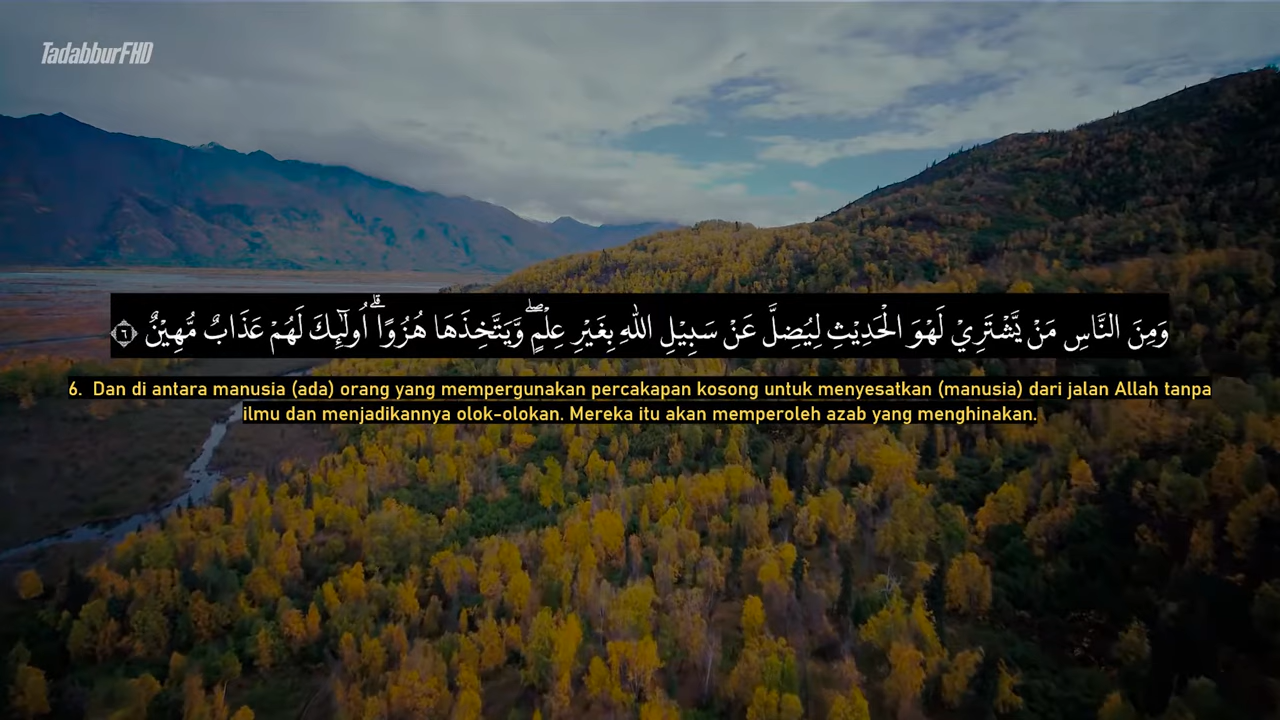 TadabburFHD
وَمِنَ النَّاسِ مَنْ يَّشْتَرِيْ لَهْوَ الْحَدِيْثِ لِيُضِلَّ عَنْ سَبِيْلِ اللّٰهِ بِغَيْرِ عِلْمٍۖ وَّيَتَّخِذَهَا هُزُوًاۗ اُولٰۤىِٕكَ لَهُمْ عَذَابٌ مُّهِيْنٌ ٦
6. Dan di antara manusia (ada) orang yang mempergunakan percakapan kosong untuk menyesatkan (manusia) dari jalan Allah tanpa
ilmu dan menjadikannya olok-olokan. Mereka itu akan memperoleh azab yang menghinakan.